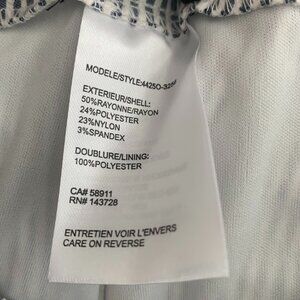 MODELE/STYLE:4425O-3286
EXTERIEUR/SHELL:
50%RAYONNE/RAYON
24%POLYESTER
23%NYLON
3%SPANDEX
DOUBLURE/LINING:
100%POLYESTER
CA# 58911
RN# 143728
ENTRETIEN VOIR L'ENVERS
CARE ON REVERSE